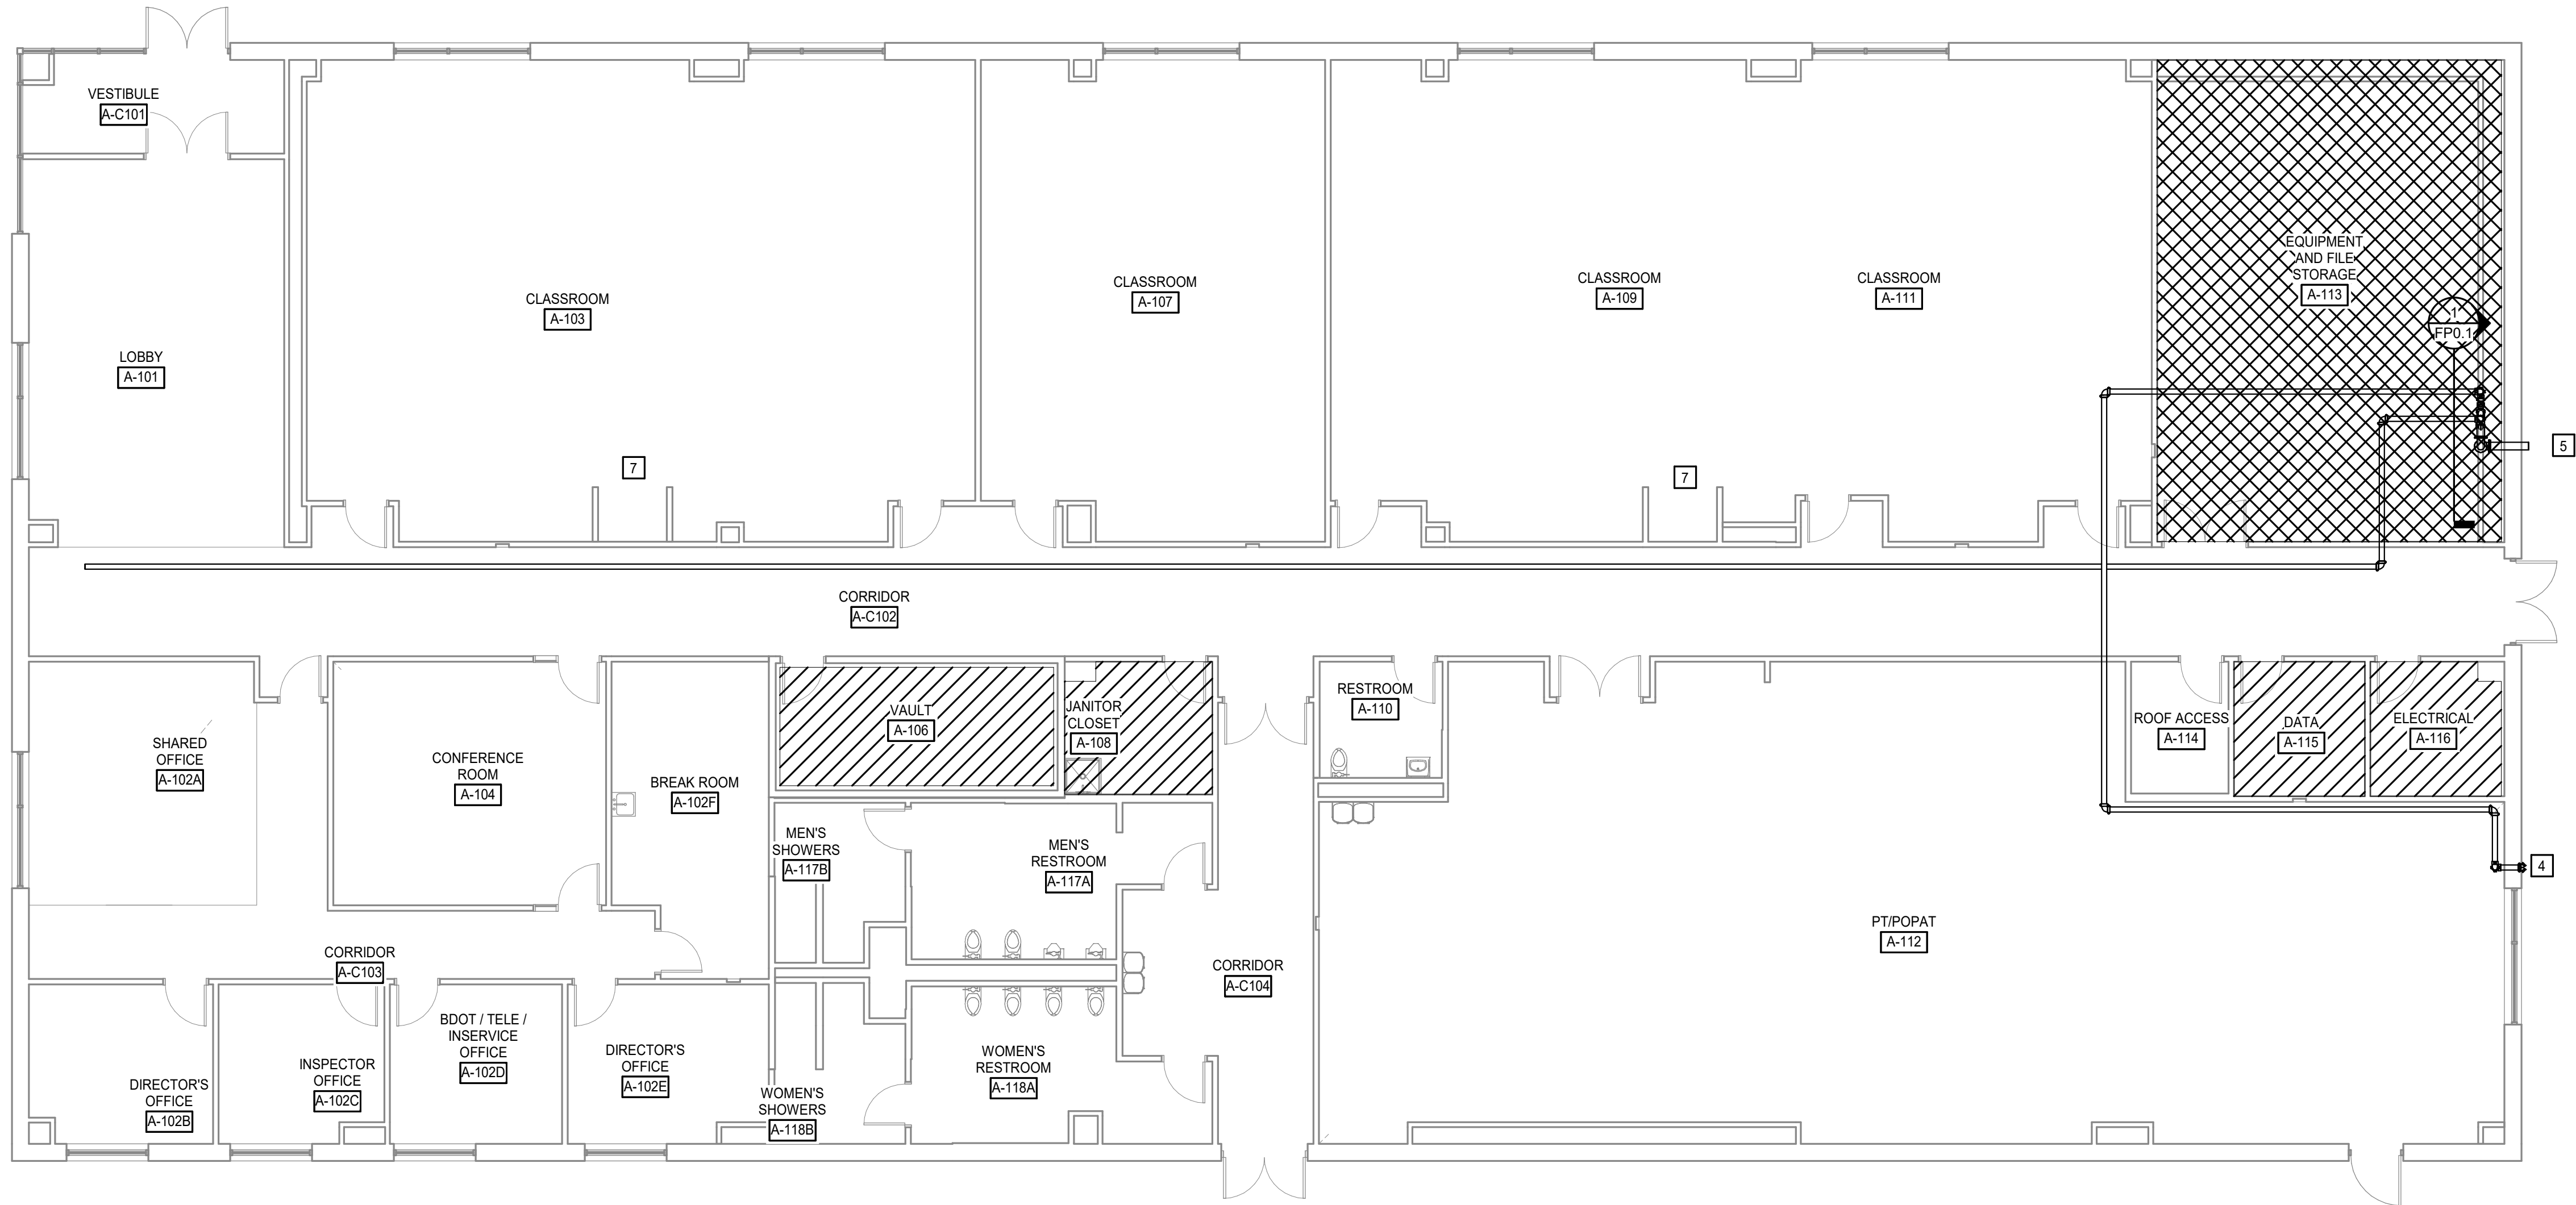 VESTIBULE
A-C101
LOBBY
A-101
CLASSROOM
A-103
7
CLASSROOM
A-107
CLASSROOM
A-109
CLASSROOM
A-111
7
EQUIPMENT
AND FILE
STORAGE
A-113
1
FP0.1
5
CORRIDOR
A-C102
SHARED
OFFICE
A-102A
CONFERENCE
ROOM
A-104
BREAK ROOM
A-102F
VAULT
A-106
JANITOR
CLOSET
A-108
RESTROOM
A-110
ROOF ACCESS
A-114
DATA
A-115
ELECTRICAL
A-116
MEN'S
SHOWERS
A-117B
MEN'S
RESTROOM
A-117A
4
PT/POPAT
A-112
CORRIDOR
A-C103
CORRIDOR
A-C104
DIRECTOR'S
OFFICE
A-102B
INSPECTOR
OFFICE
A-102C
BDOT / TELE /
INSERVICE
OFFICE
A-102D
DIRECTOR'S
OFFICE
A-102E
WOMEN'S
SHOWERS
A-118B
WOMEN'S
RESTROOM
A-118A